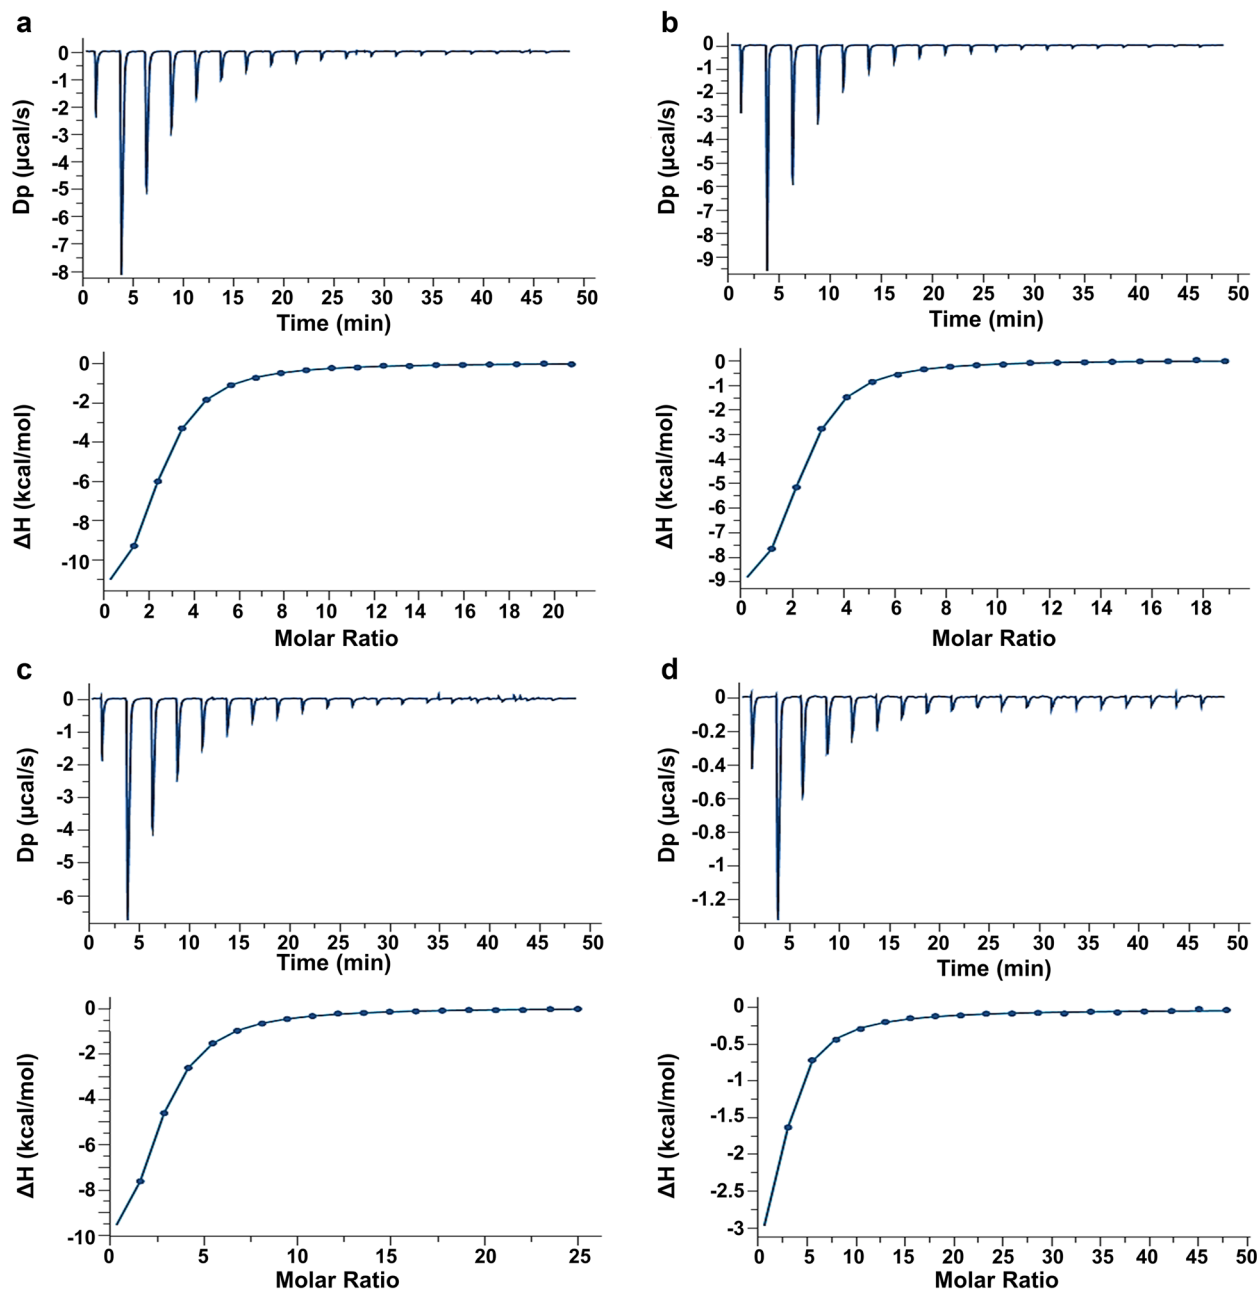 a
Dp (µcal/s)
0
-1
-2
-3
-4
-5
-6
-7
-8
0 5 10 15 20 25 30 35 40 45 50
Time (min)
ΔH (kcal/mol)
0
-2
-4
-6
-8
-10
0 2 4 6 8 10 12 14 16 18 20
Molar Ratio
b
Dp (µcal/s)
0
-1
-2
-3
-4
-5
-6
-7
-8
-9
0 5 10 15 20 25 30 35 40 45 50
Time (min)
ΔH (kcal/mol)
0
-1
-2
-3
-4
-5
-6
-7
-8
-9
0 2 4 6 8 10 12 14 16 18
Molar Ratio
c
Dp (µcal/s)
0
-1
-2
-3
-4
-5
-6
0 5 10 15 20 25 30 35 40 45 50
Time (min)
ΔH (kcal/mol)
0
-2
-4
-6
-8
-10
0 5 10 15 20 25
Molar Ratio
d
Dp (µcal/s)
0
-0.2
-0.4
-0.6
-0.8
-1
-1.2
0 5 10 15 20 25 30 35 40 45 50
Time (min)
ΔH (kcal/mol)
0
-0.5
-1
-1.5
-2
-2.5
-3
0 5 10 15 20 25 30 35 40 45 50
Molar Ratio